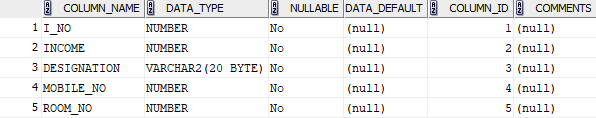 COLUMN_NAME DATA_TYPE NULLABLE DATA_DEFAULT COLUMN_ID COMMENTS
1 I_NO NUMBER No (null) 1 (null)
2 INCOME NUMBER No (null) 2 (null)
3 DESIGNATION VARCHAR2(20 BYTE) No (null) 3 (null)
4 MOBILE_NO NUMBER No (null) 4 (null)
5 ROOM_NO NUMBER No (null) 5 (null)